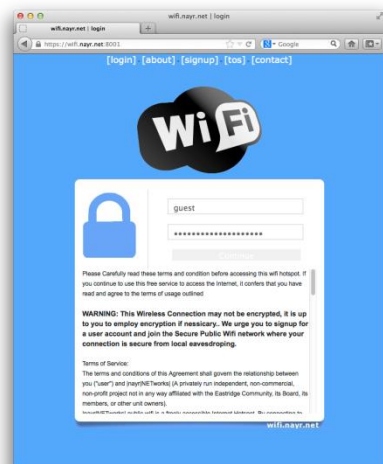 wifi.nayr.net | login
wifi.nayr.net | login
https://wifi.nayr.net:8001
Google
[login] [about] [signup] [tos] [contact]
Wi Fi
guest
Continue
Please Carefully read these terms and condition before accessing this wifi hotspot. If
you continue to use this free service to access the Internet, it confers that you have
read and agree to the terms of usage outlined
WARNING: This Wireless Connection may not be encrypted, it is up
to you to employ encryption if nessicary.. We urge you to signup for
a user account and join the Secure Public Wifi network where your
connection is secure from local eavesdroping.
Terms of Service:
The terms and conditions of this Agreement shall govern the relationship between
you ("user") and |nayr|NETworks| (A privately run independent, non-commercial,
non-profit project not in any way affiliated with the Eastridge Community, its Board, its
members, or other unit owners).
wifi.nayr.net